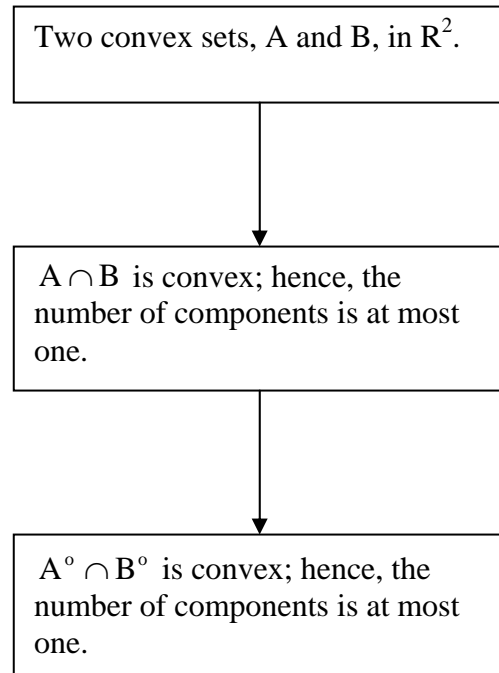 Two convex sets, A and B, in R².
A ∩ B is convex; hence, the
number of components is at most
one.
A° ∩ B° is convex; hence, the
number of components is at most
one.